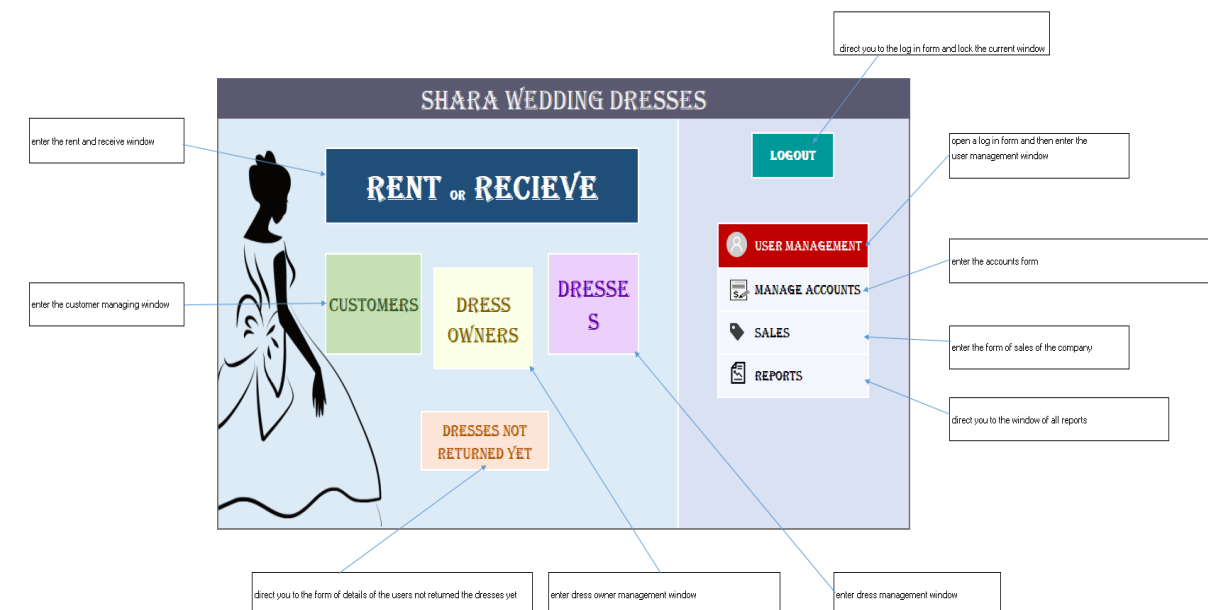 direct you to the log in form and lock the current window
SHARA WEDDING DRESSES
enter the rent and receive window
RENT OR RECIEVE
LOGOUT
open a log in form and then enter the
user management window
USER MANAGEMENT
enter the accounts form
MANAGE ACCOUNTS
enter the customer managing window
CUSTOMERS
DRESS
OWNERS
DRESSE
S
SALES
enter the form of sales of the company
REPORTS
direct you to the window of all reports
DRESSES NOT
RETURNED YET
direct you to the form of details of the users not returned the dresses yet
enter dress owner management window
enter dress management window